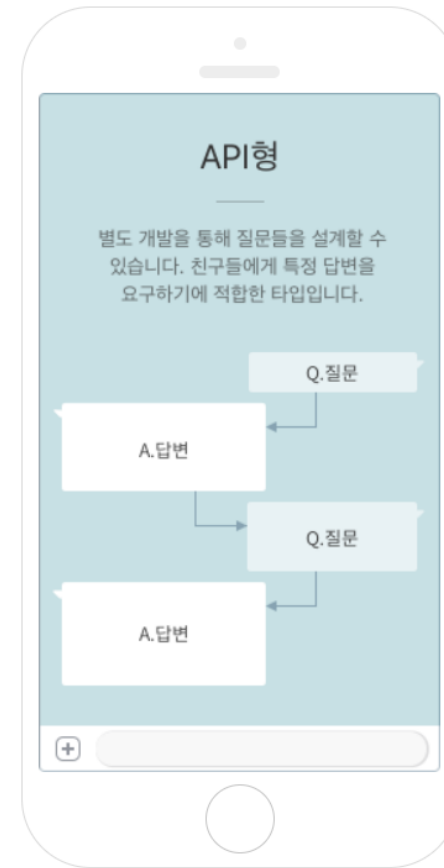 API형
별도 개발을 통해 질문들을 설계할 수
있습니다. 친구들에게 특정 답변을
요구하기에 적합한 타입입니다.
Q.질문
A.답변
Q.질문
A.답변